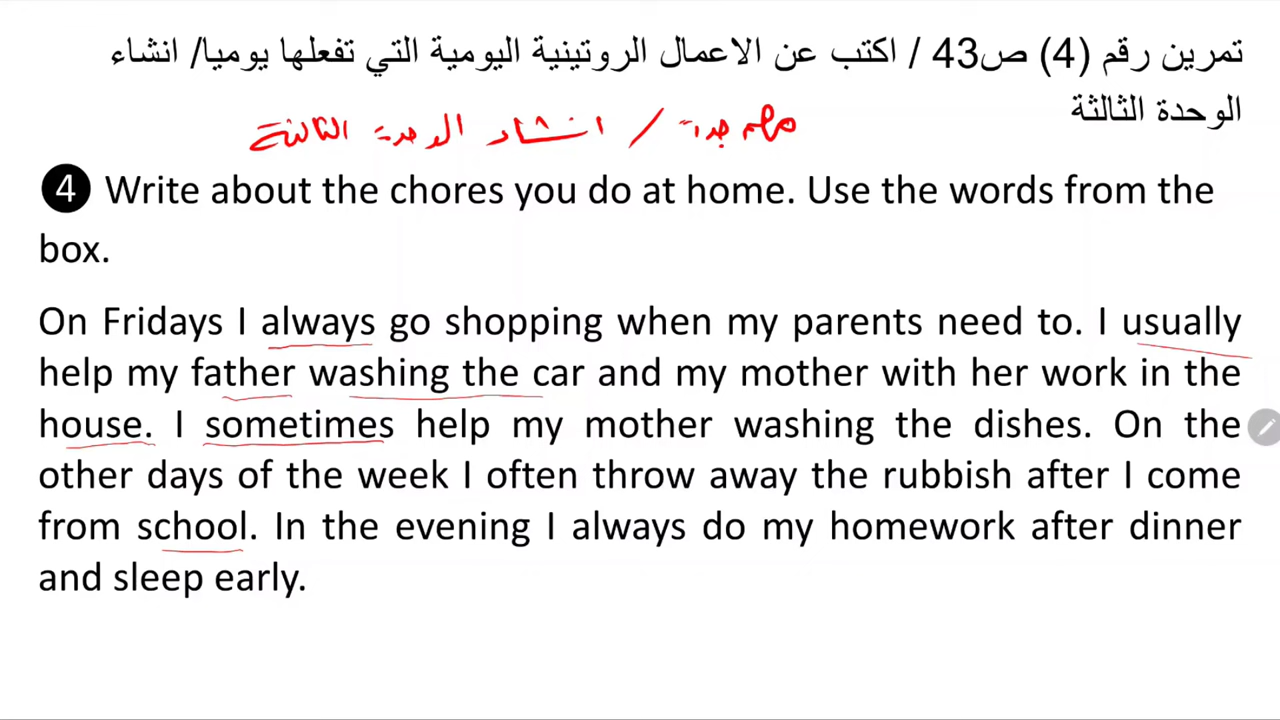 تمرين رقم (4) ص43 / اكتب عن الاعمال الروتينية اليومية التي تفعلها يوميا/ انشاء
الوحدة الثالثة
مهم جدا / انشاء الوحدة الثالثة
4 Write about the chores you do at home. Use the words from the
box.
On Fridays I always go shopping when my parents need to. I usually
help my father washing the car and my mother with her work in the
house. I sometimes help my mother washing the dishes. On the
other days of the week I often throw away the rubbish after I come
from school. In the evening I always do my homework after dinner
and sleep early.